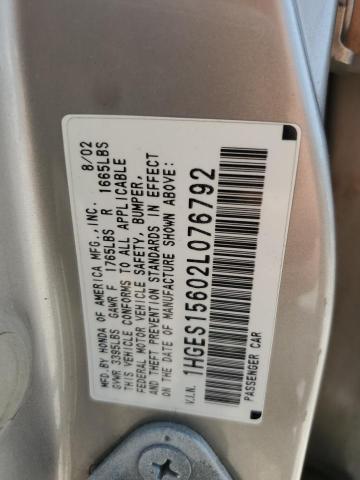 MFD.BY HONDA OF AMERICA MFG.,INC. 8/02
GVWR 3395LBS GAWR F 1765LBS R 1665LBS
THIS VEHICLE CONFORMS TO ALL APPLICABLE
FEDERAL MOTOR VEHICLE SAFETY, BUMPER,
AND THEFT PREVENTION STANDARDS IN EFFECT
ON THE DATE OF MANUFACTURE SHOWN ABOVE:
V.I.N. 1HGES15602L076792
PASSENGER CAR